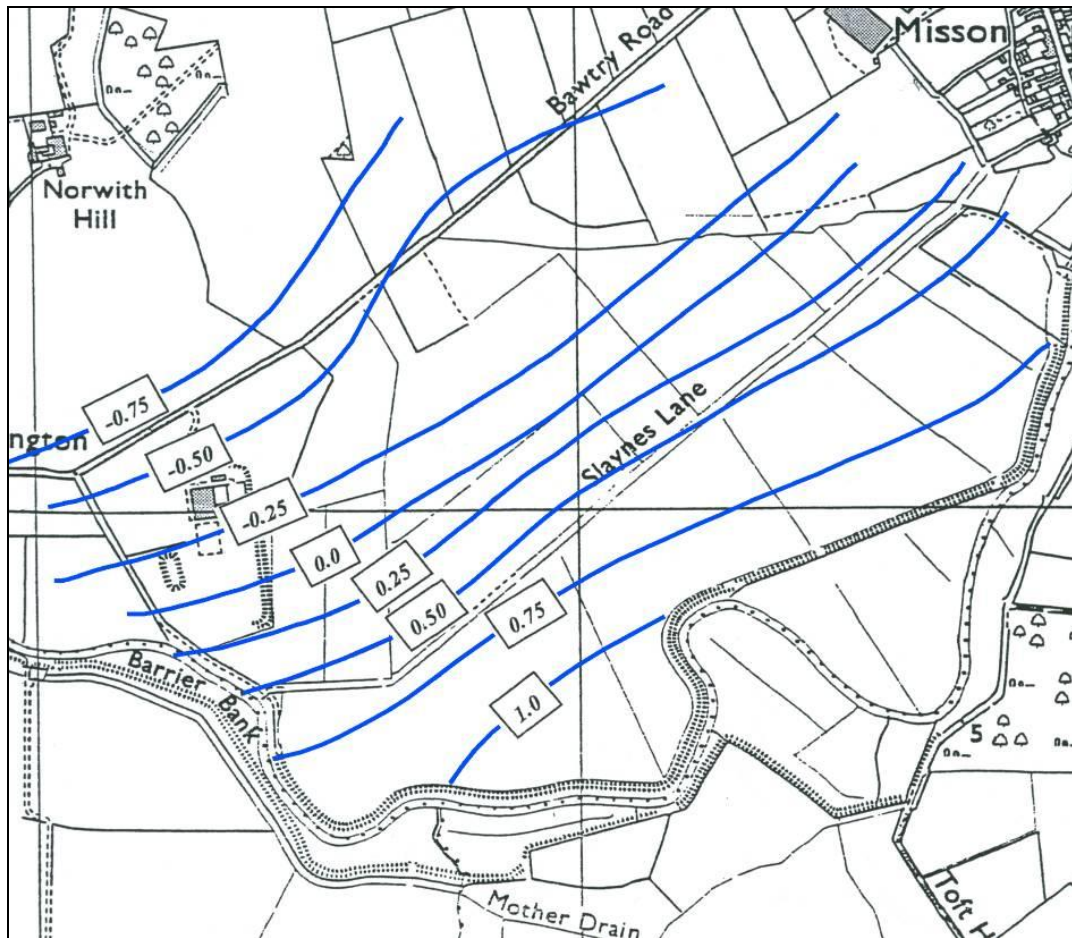 Misson
Bawtry Road
Norwith
Hill
-0.75
ngton
-0.50
-0.25
0.0
0.25
0.50
0.75
1.0
Slaynes Lane
Barrier Bank
5
Mother Drain
Toft H